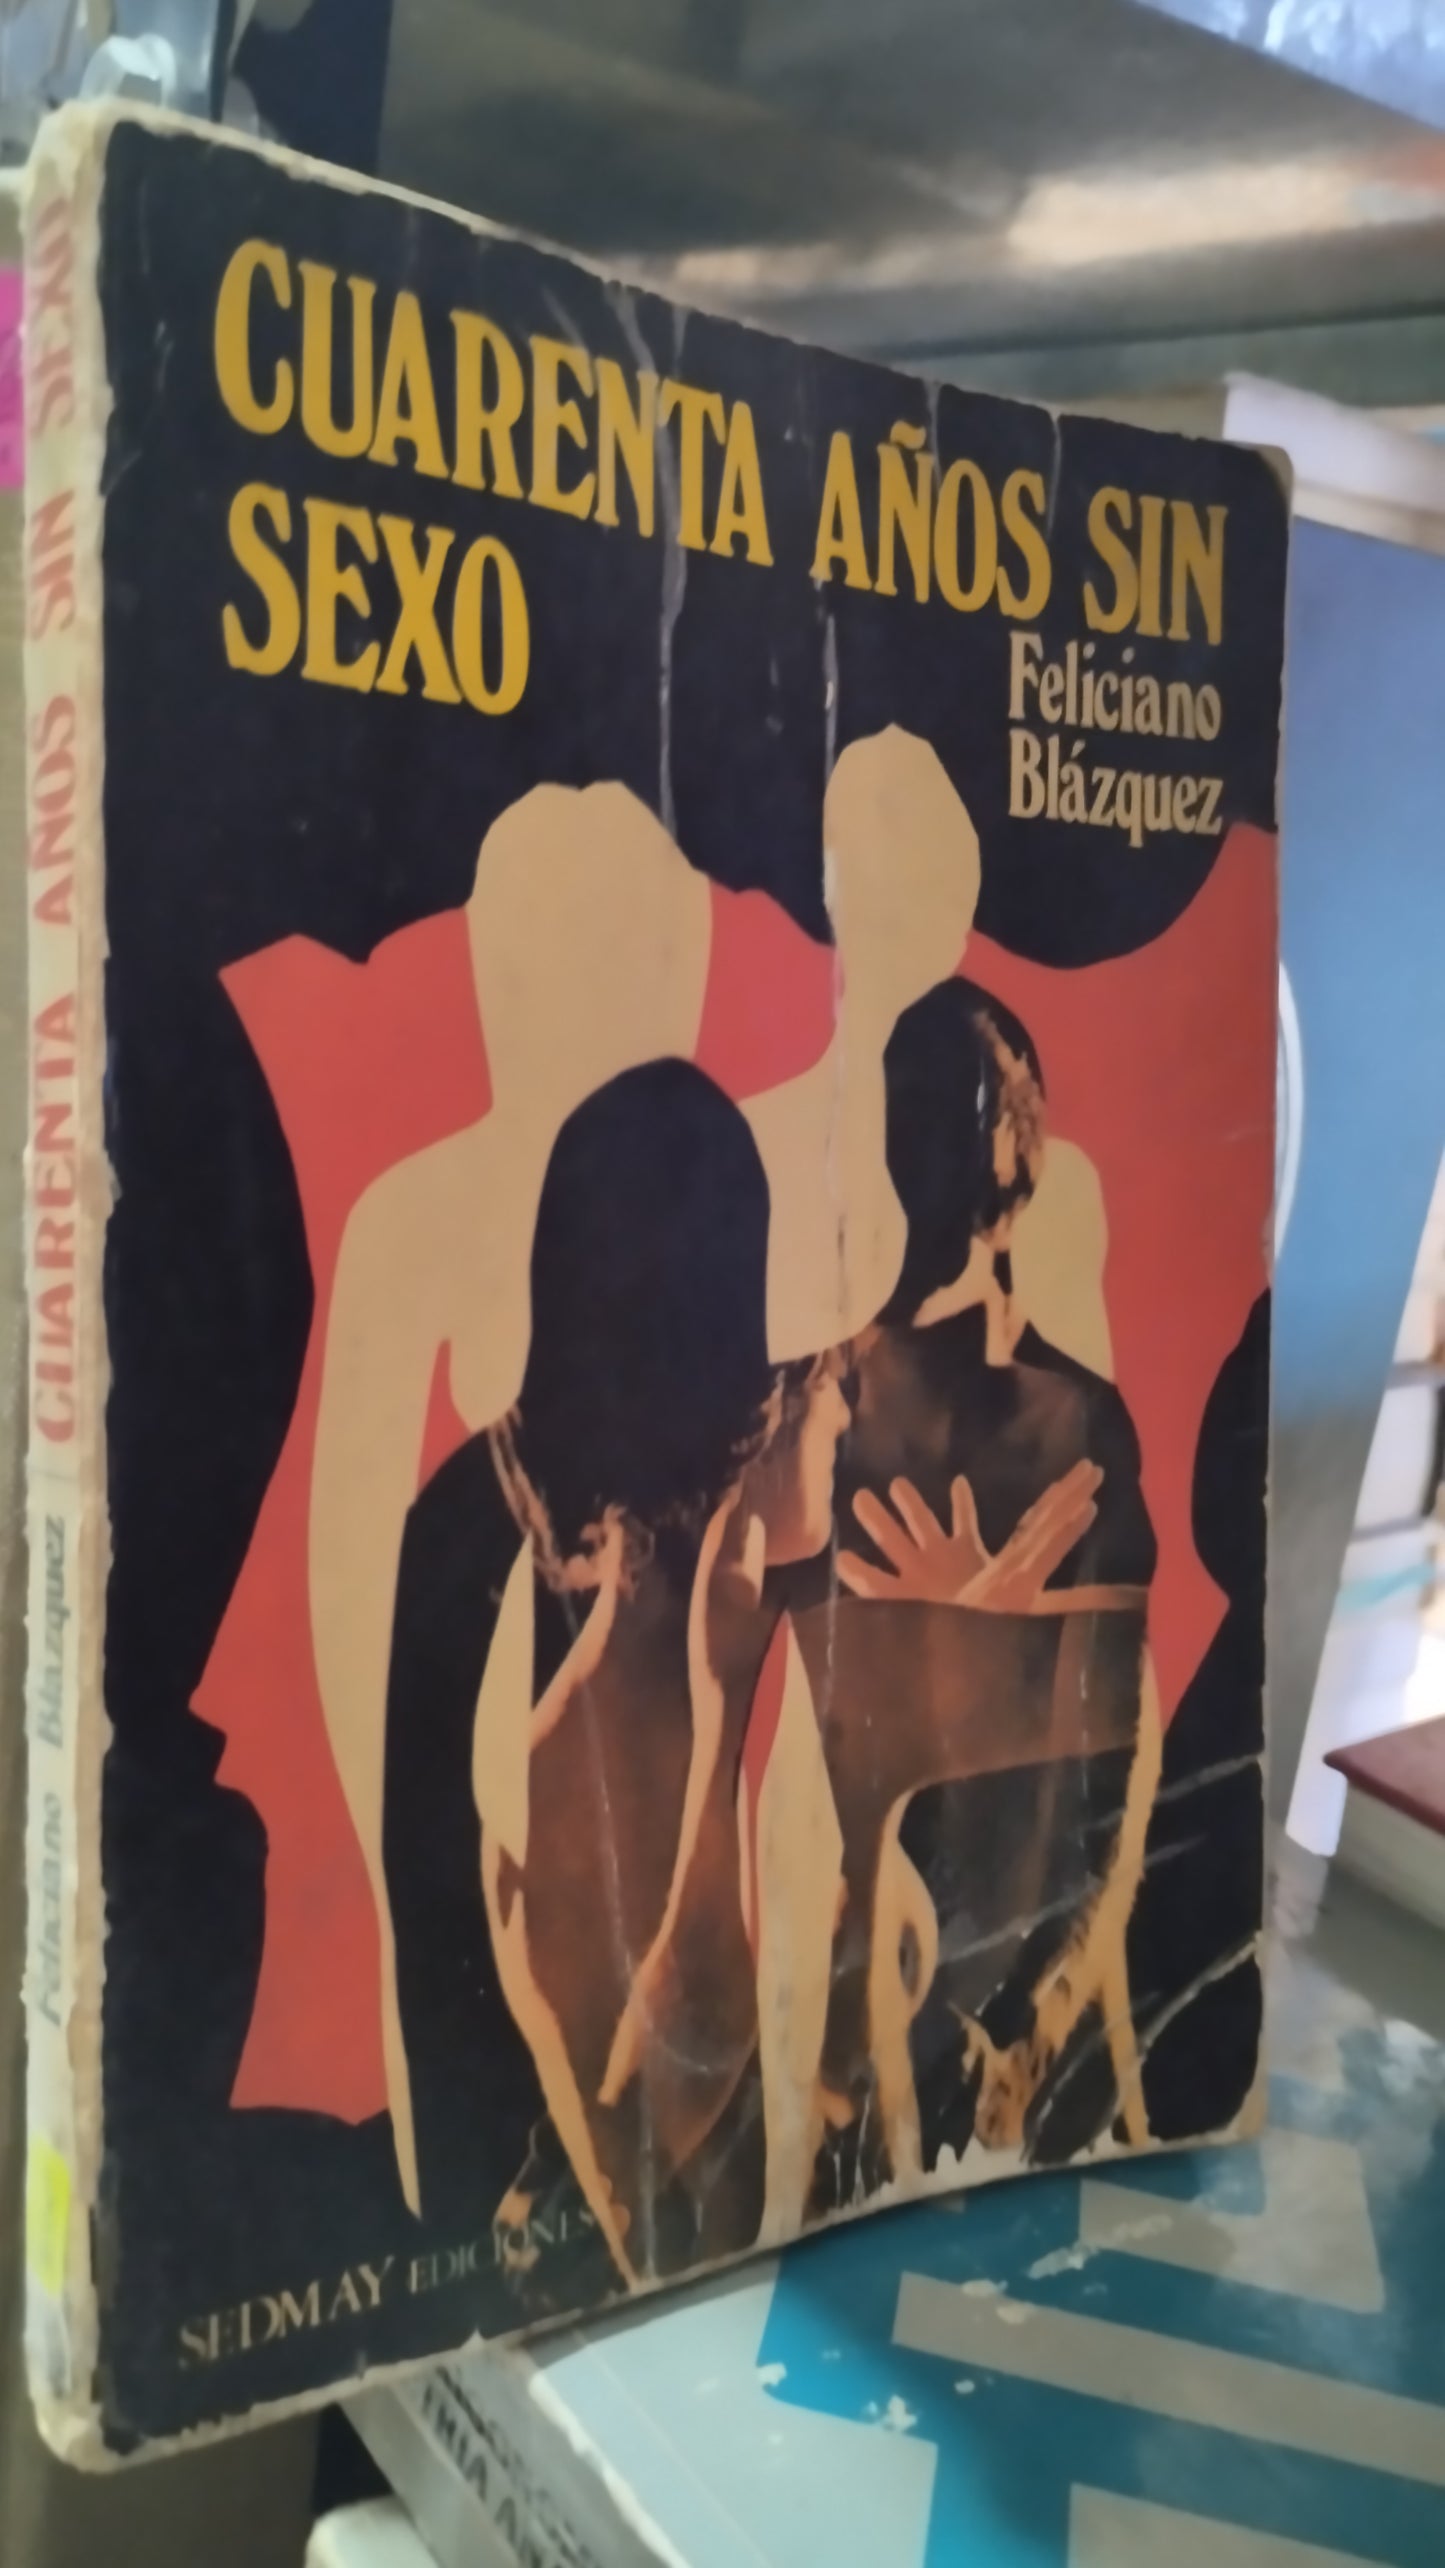 CUARENTA AÑOS SIN
SEXO
Feliciano
Blázquez
SEDMAY EDICIONES
Feliciano Blázquez CUARENTA AÑOS SIN SEXO